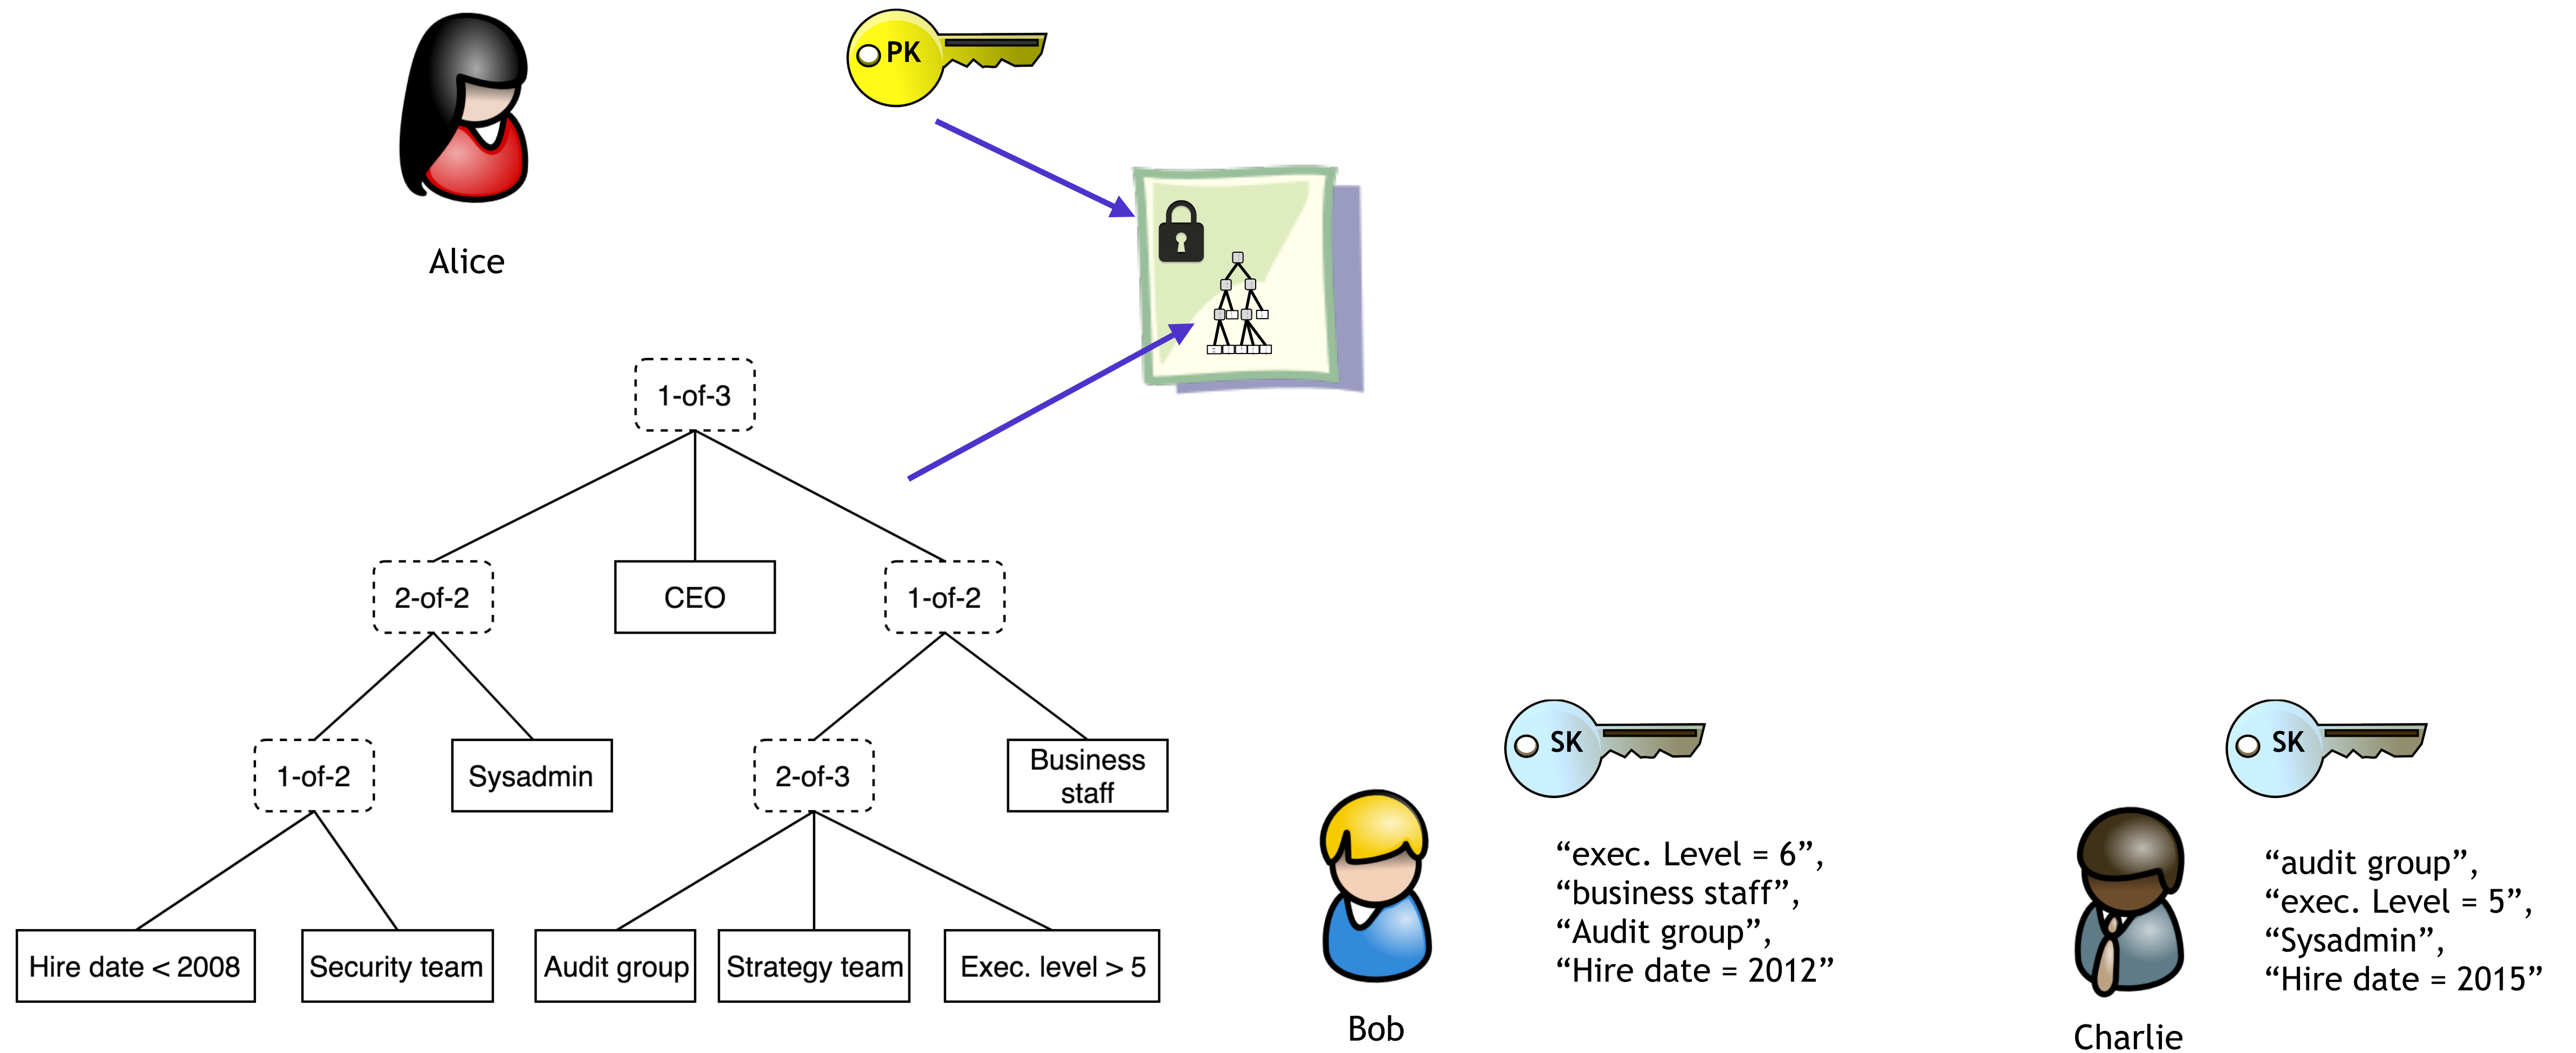 PK
Alice
1-of-3
2-of-2
CEO
1-of-2
1-of-2
Sysadmin
2-of-3
Business
staff
Hire date < 2008
Security team
Audit group
Strategy team
Exec. level > 5
SK
“exec. Level = 6”,
“business staff”,
“Audit group”,
“Hire date = 2012”
Bob
SK
“audit group”,
“exec. Level = 5”,
“Sysadmin”,
“Hire date = 2015”
Charlie